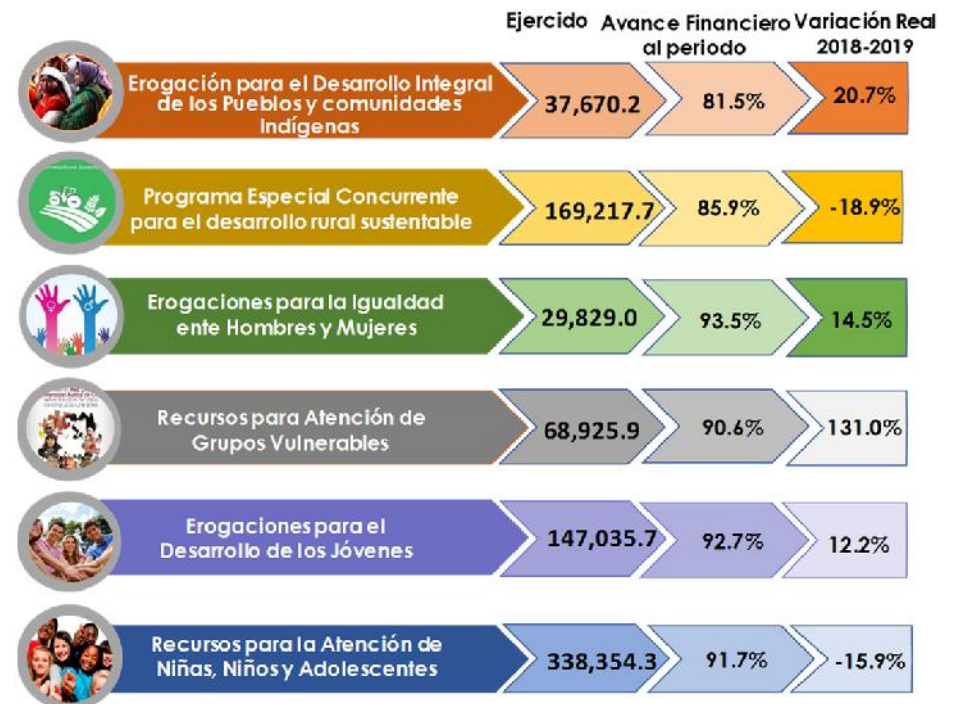 Ejercido Avance Financiero Variación Real
al periodo 2018-2019
Erogación para el Desarrollo Integral
de los Pueblos y comunidades
Indígenas
37,670.2 81.5% 20.7%
Programa Especial Concurrente
para el desarrollo rural sustentable
169,217.7 85.9% -18.9%
Erogaciones para la Igualdad
ente Hombres y Mujeres
29,829.0 93.5% 14.5%
Recursos para Atención de
Grupos Vulnerables
68,925.9 90.6% 131.0%
Erogaciones para el
Desarrollo de los Jóvenes
147,035.7 92.7% 12.2%
Recursos para la Atención de
Niñas, Niños y Adolescentes
338,354.3 91.7% -15.9%